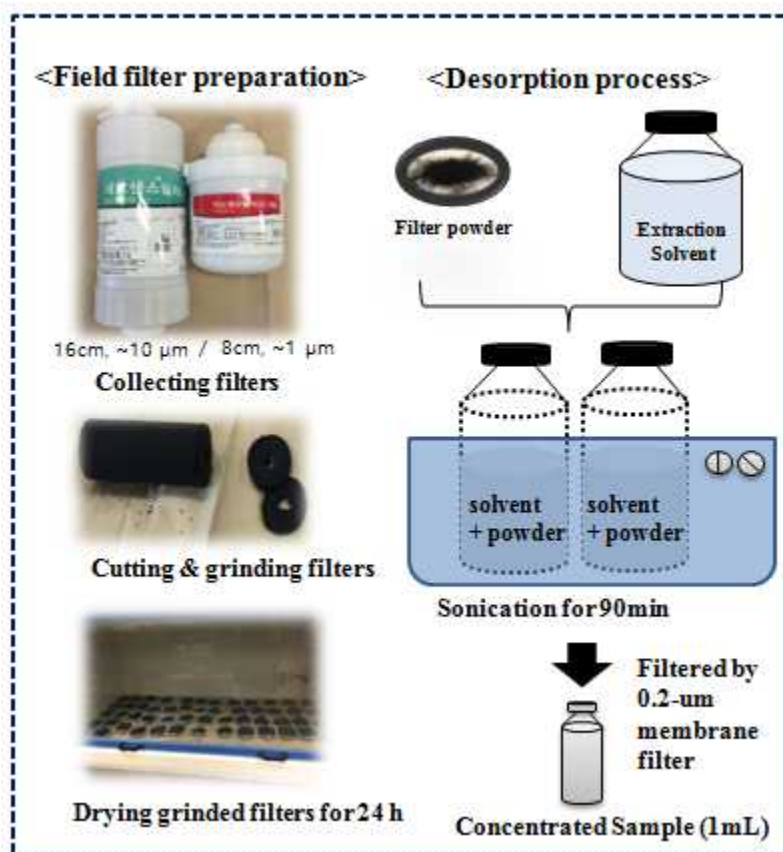 <Field filter preparation>
16cm, ~10 μm / 8cm, ~1 μm
Collecting filters
Cutting & grinding filters
Drying grinded filters for 24 h
<Desorption process>
Filter powder
Extraction
Solvent
solvent
+ powder
solvent
+ powder
Sonication for 90min
Filtered by
0.2-um
membrane
filter
Concentrated Sample (1mL)